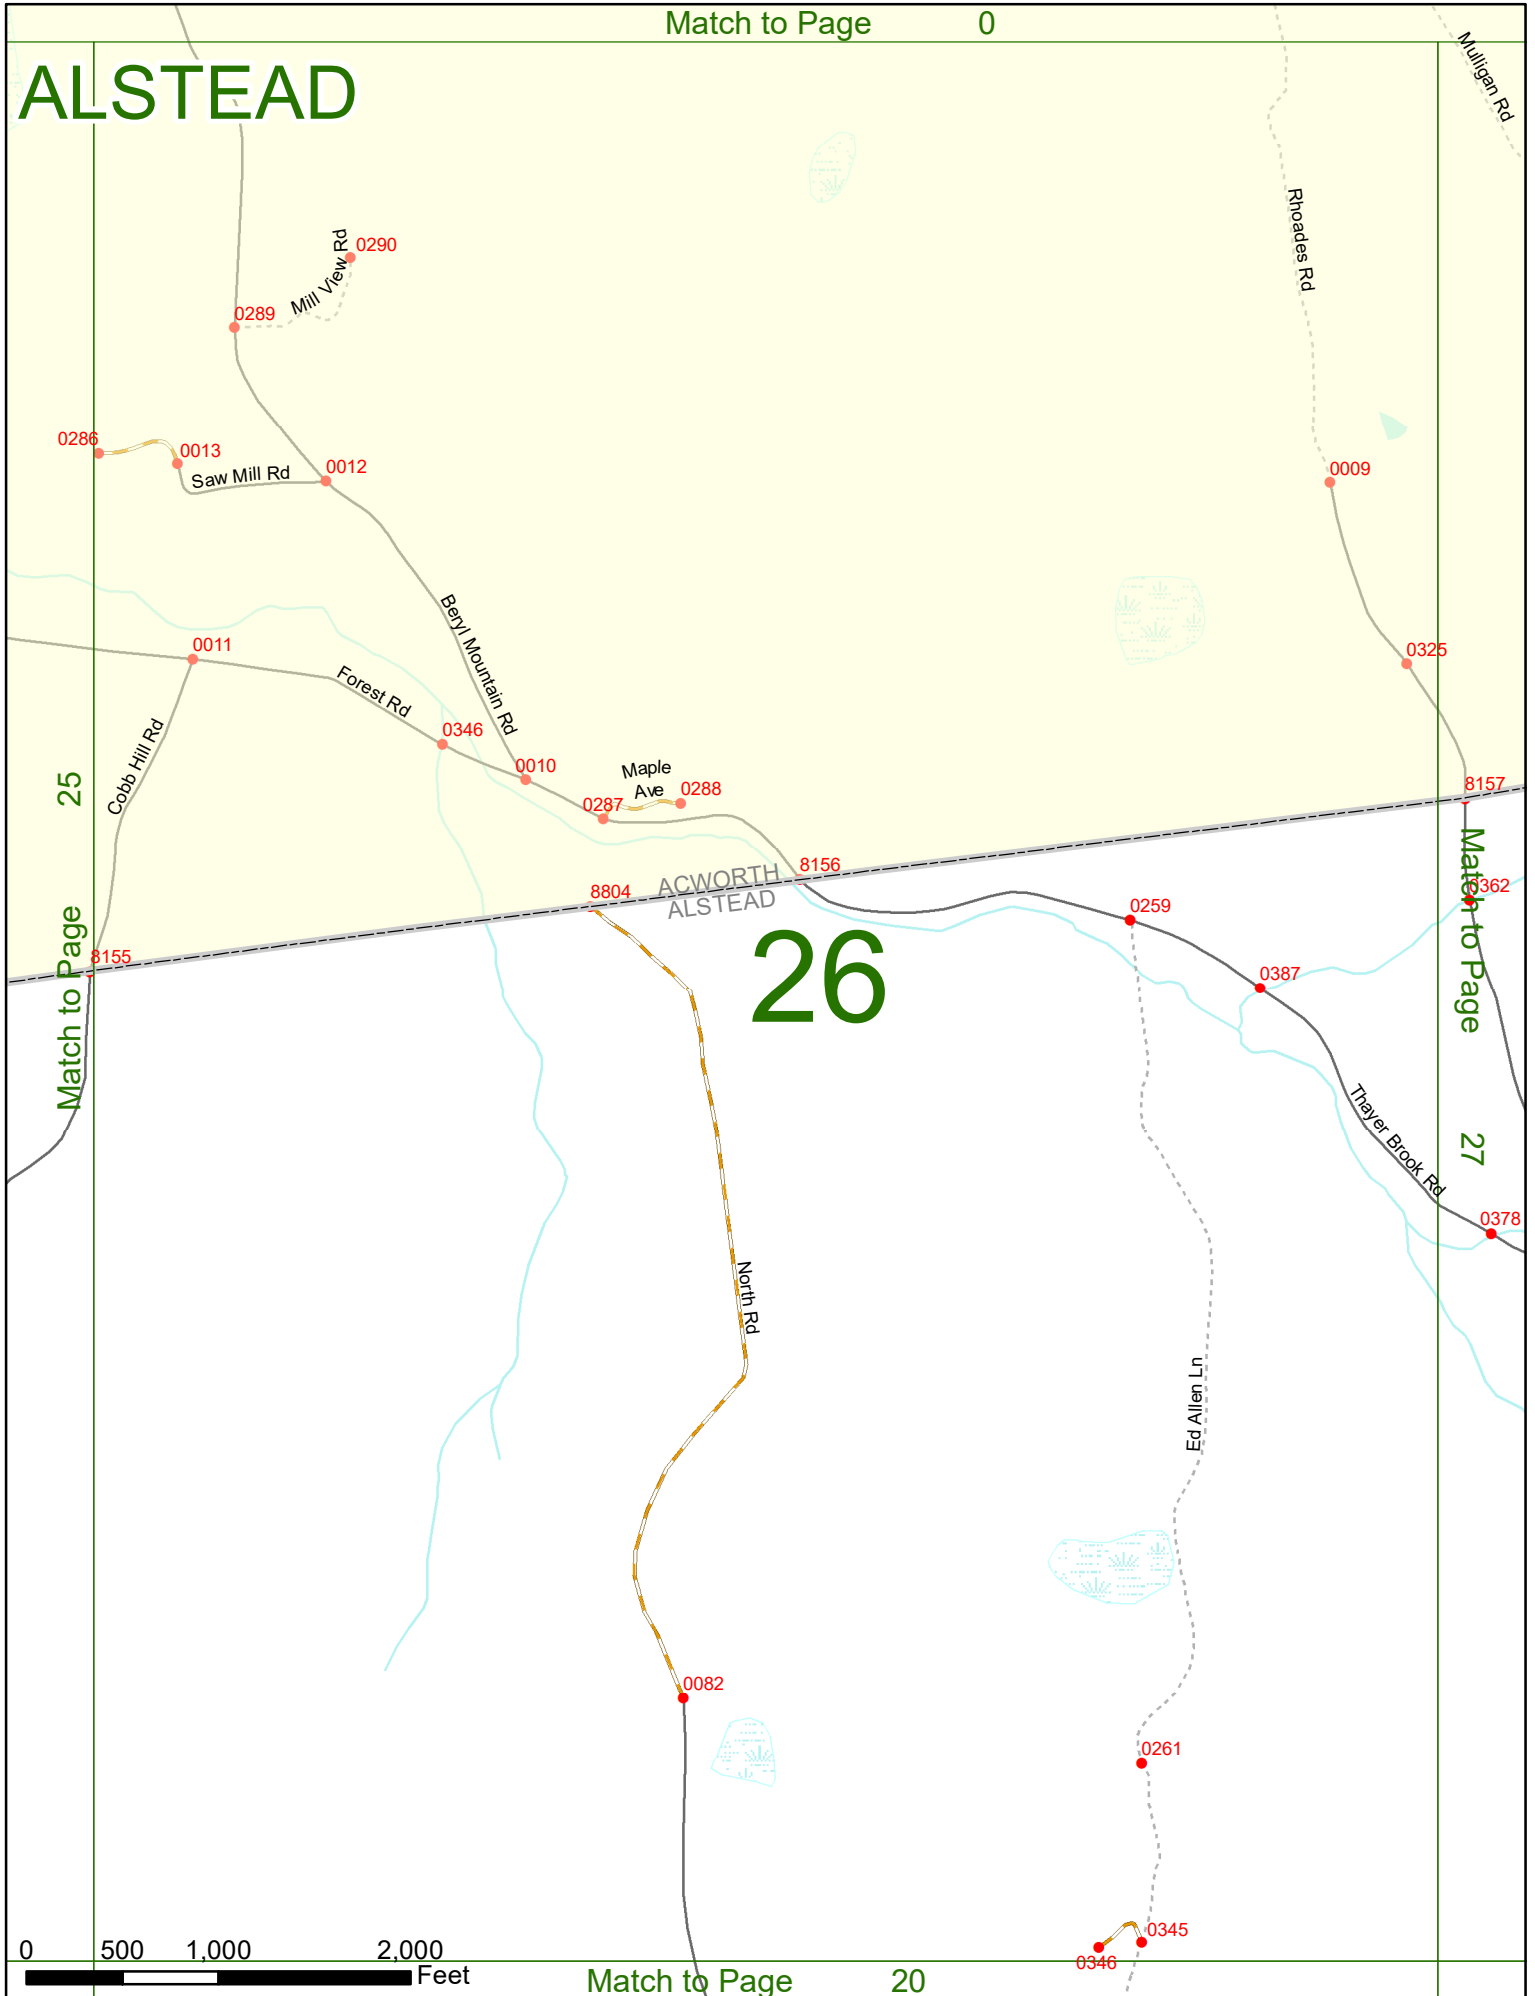 Match to Page 0
ALSTEAD
Mulligan Rd
Rhoades Rd
Mill View Rd
0290
0289
0286
0013
Saw Mill Rd
0012
0009
Beryl Mountain Rd
0011
Forest Rd
0325
Cobb Hill Rd
0346
0010
Maple
Ave
0288
0287
8157
25
Match to Page
8156
ACWORTH
ALSTEAD
8804
0362
Match to Page
27
0259
26
8155
0387
Thayer Brook Rd
0378
North Rd
Ed Allen Ln
0082
0261
0345
0346
0 500 1,000 2,000
Feet
Match to Page 20